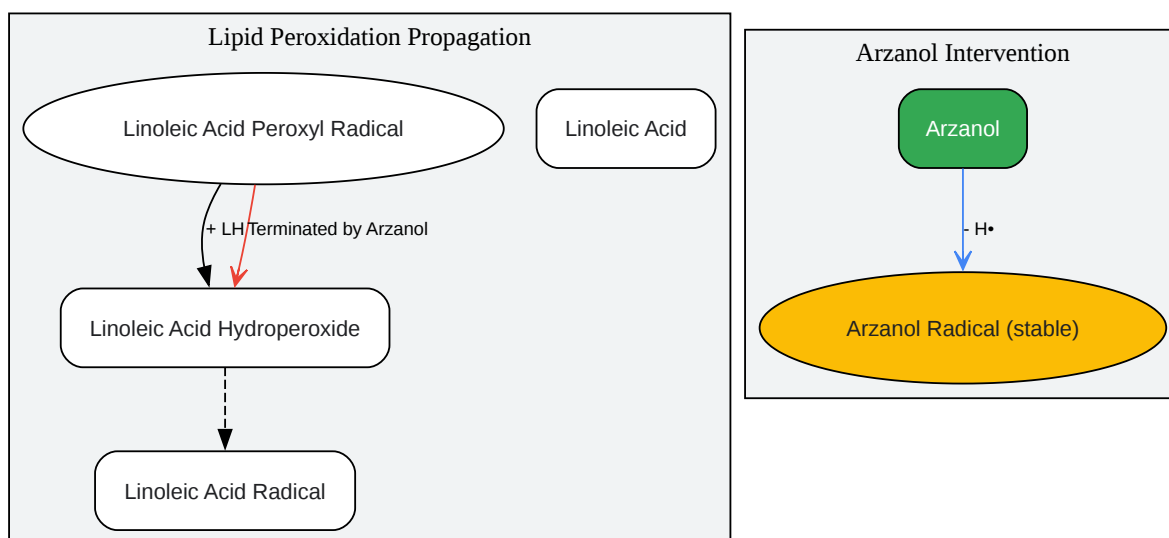 Lipid Peroxidation Propagation
Linoleic Acid Peroxyl Radical
Linoleic Acid
+ LH
Terminated by Arzanol
Linoleic Acid Hydroperoxide
Linoleic Acid Radical
Arzanol Intervention
Arzanol
- H•
Arzanol Radical (stable)